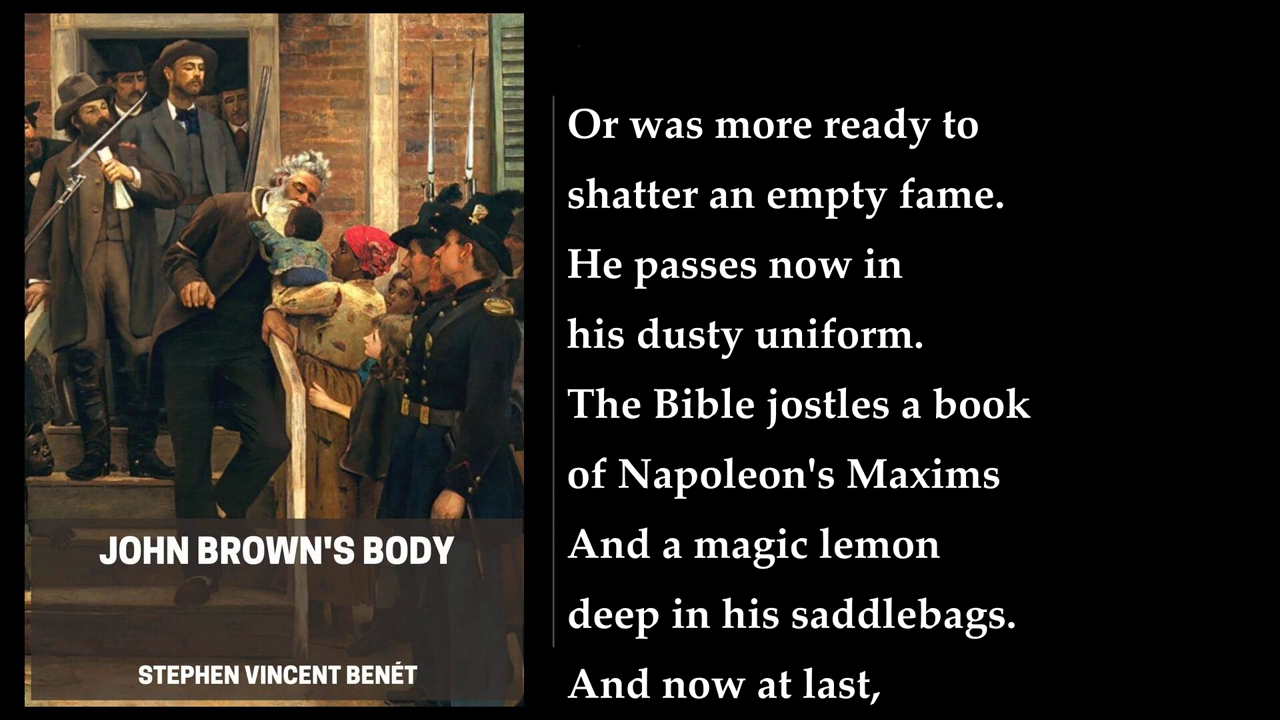 JOHN BROWN'S BODY
STEPHEN VINCENT BENÉT
Or was more ready to
shatter an empty fame.
He passes now in
his dusty uniform.
The Bible jostles a book
of Napoleon's Maxims
And a magic lemon
deep in his saddlebags.
And now at last,